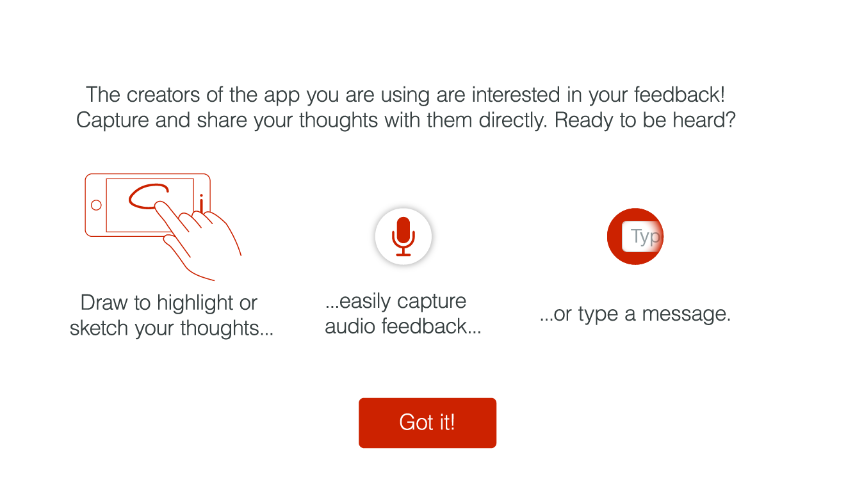 The creators of the app you are using are interested in your feedback!
Capture and share your thoughts with them directly. Ready to be heard?
i
Typ
Draw to highlight or
sketch your thoughts...
...easily capture
audio feedback...
...or type a message.
Got it!